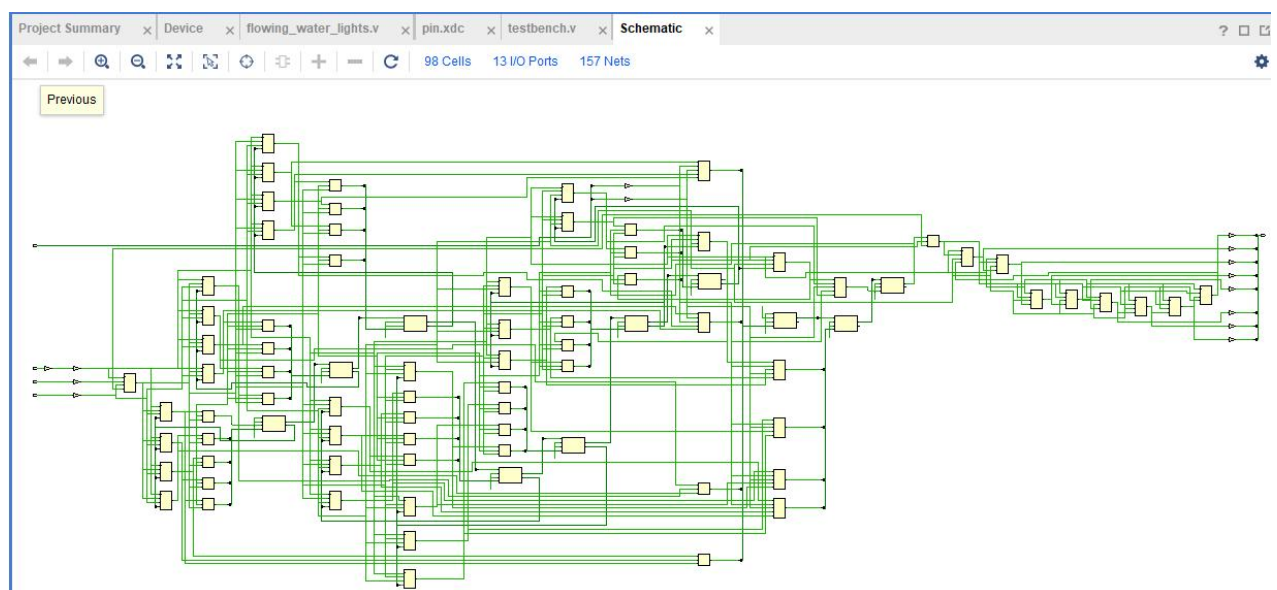 Project Summary × Device × flowing_water_lights.v × pin.xdc × testbench.v × Schematic × ?
98 Cells 13 I/O Ports 157 Nets
Previous